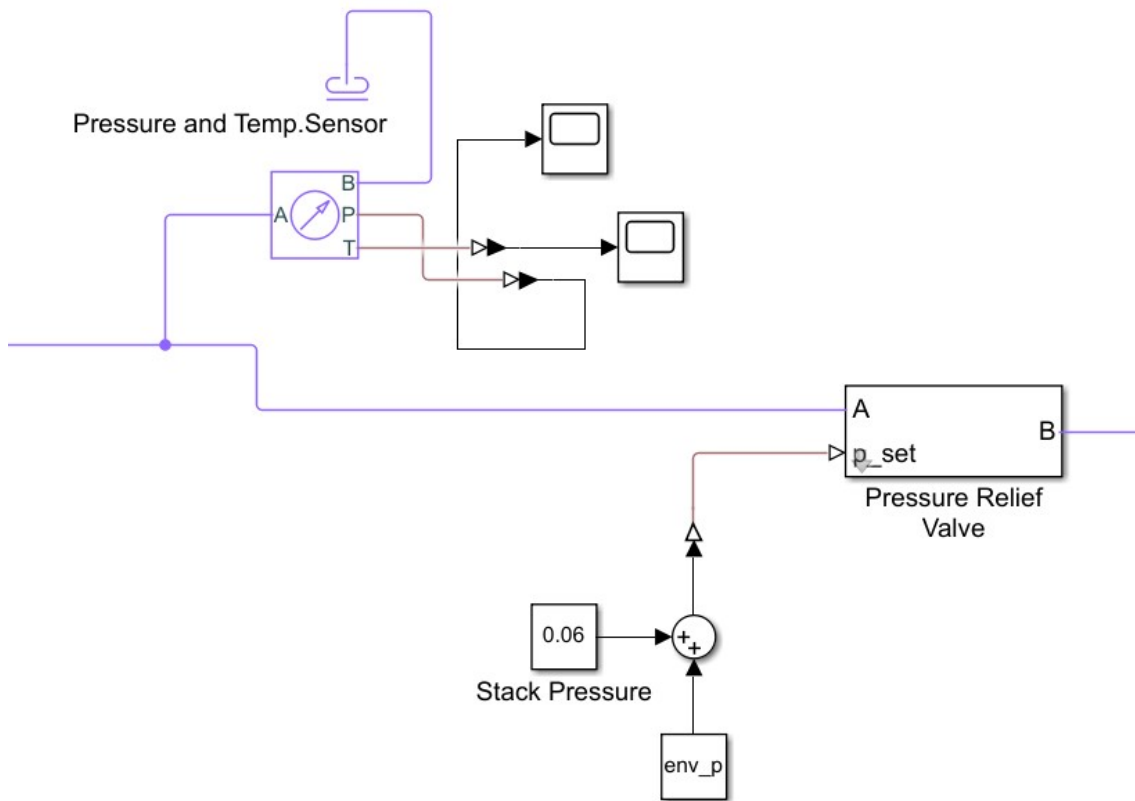 Pressure and Temp.Sensor
B
A
P
T
A
B
p_set
Pressure Relief
Valve
0.06
+
+
Stack Pressure
env_p